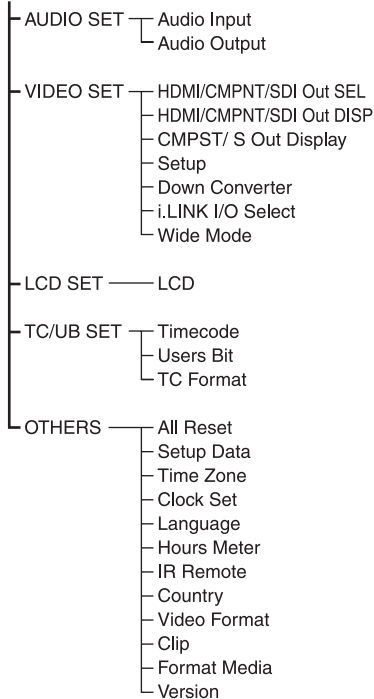 AUDIO SET Audio Input
Audio Output
VIDEO SET HDMI/CMPNT/SDI Out SEL
HDMI/CMPNT/SDI Out DISP
CMPST/ S Out Display
Setup
Down Converter
i.LINK I/O Select
Wide Mode
LCD SET LCD
TC/UB SET Timecode
Users Bit
TC Format
OTHERS All Reset
Setup Data
Time Zone
Clock Set
Language
Hours Meter
IR Remote
Country
Video Format
Clip
Format Media
Version